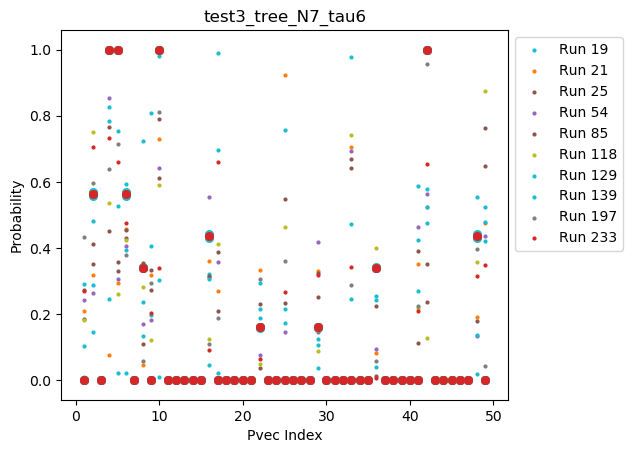 test3_tree_N7_tau6
Probability
1.0
0.8
0.6
0.4
0.2
0.0
0 10 20 30 40 50
Pvec Index
Run 19
Run 21
Run 25
Run 54
Run 85
Run 118
Run 129
Run 139
Run 197
Run 233